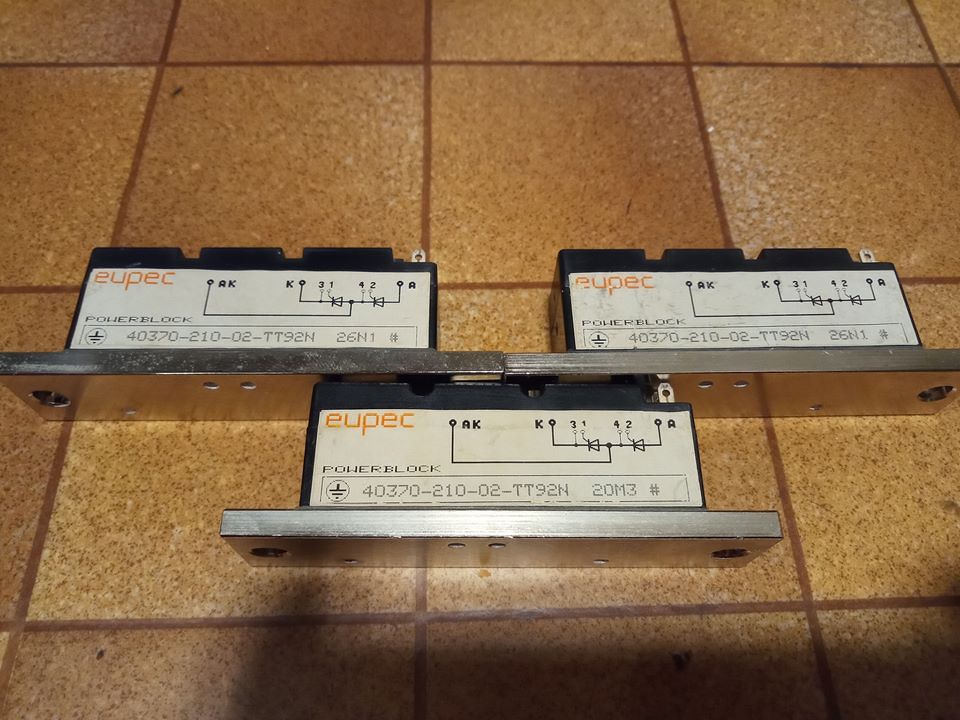 eupec
AK K 3 1 4 2 A
POWERBLOCK
40370-210-02-TT92N 26N1 #
eupec
AK K 3 1 4 2 A
POWERBLOCK
40370-210-02-TT92N 26N1 #
eupec
AK K 3 1 4 2 A
POWERBLOCK
40370-210-02-TT92N 20M3 #